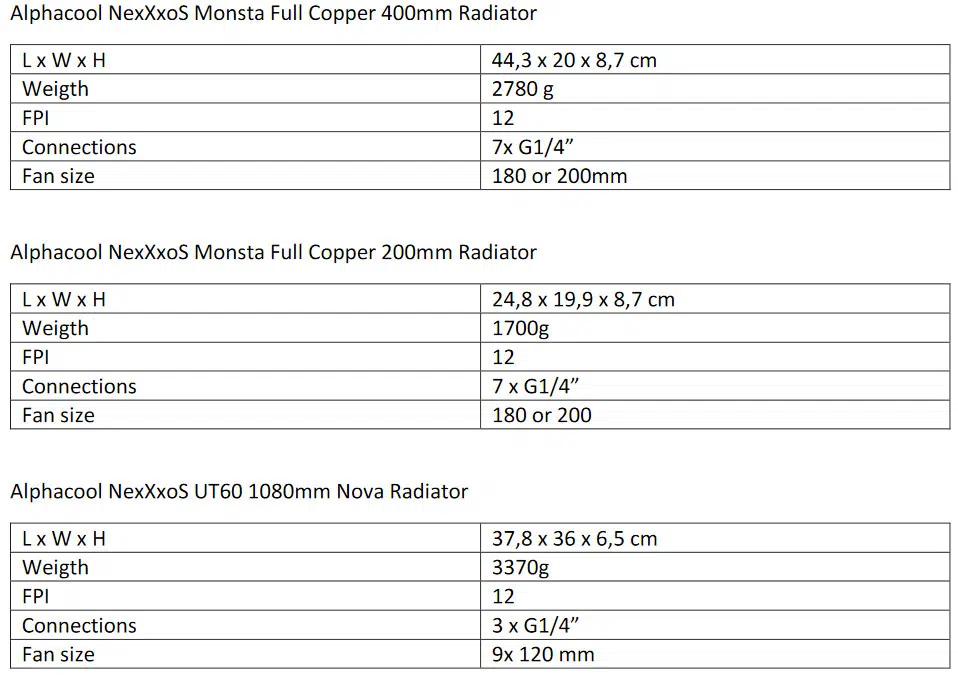 Alphacool NexXxoS Monsta Full Copper 400mm Radiator
L x W x H 44,3 x 20 x 8,7 cm
Weigth 2780 g
FPI 12
Connections 7x G1/4”
Fan size 180 or 200mm
Alphacool NexXxoS Monsta Full Copper 200mm Radiator
L x W x H 24,8 x 19,9 x 8,7 cm
Weigth 1700g
FPI 12
Connections 7 x G1/4”
Fan size 180 or 200
Alphacool NexXxoS UT60 1080mm Nova Radiator
L x W x H 37,8 x 36 x 6,5 cm
Weigth 3370g
FPI 12
Connections 3 x G1/4”
Fan size 9x 120 mm